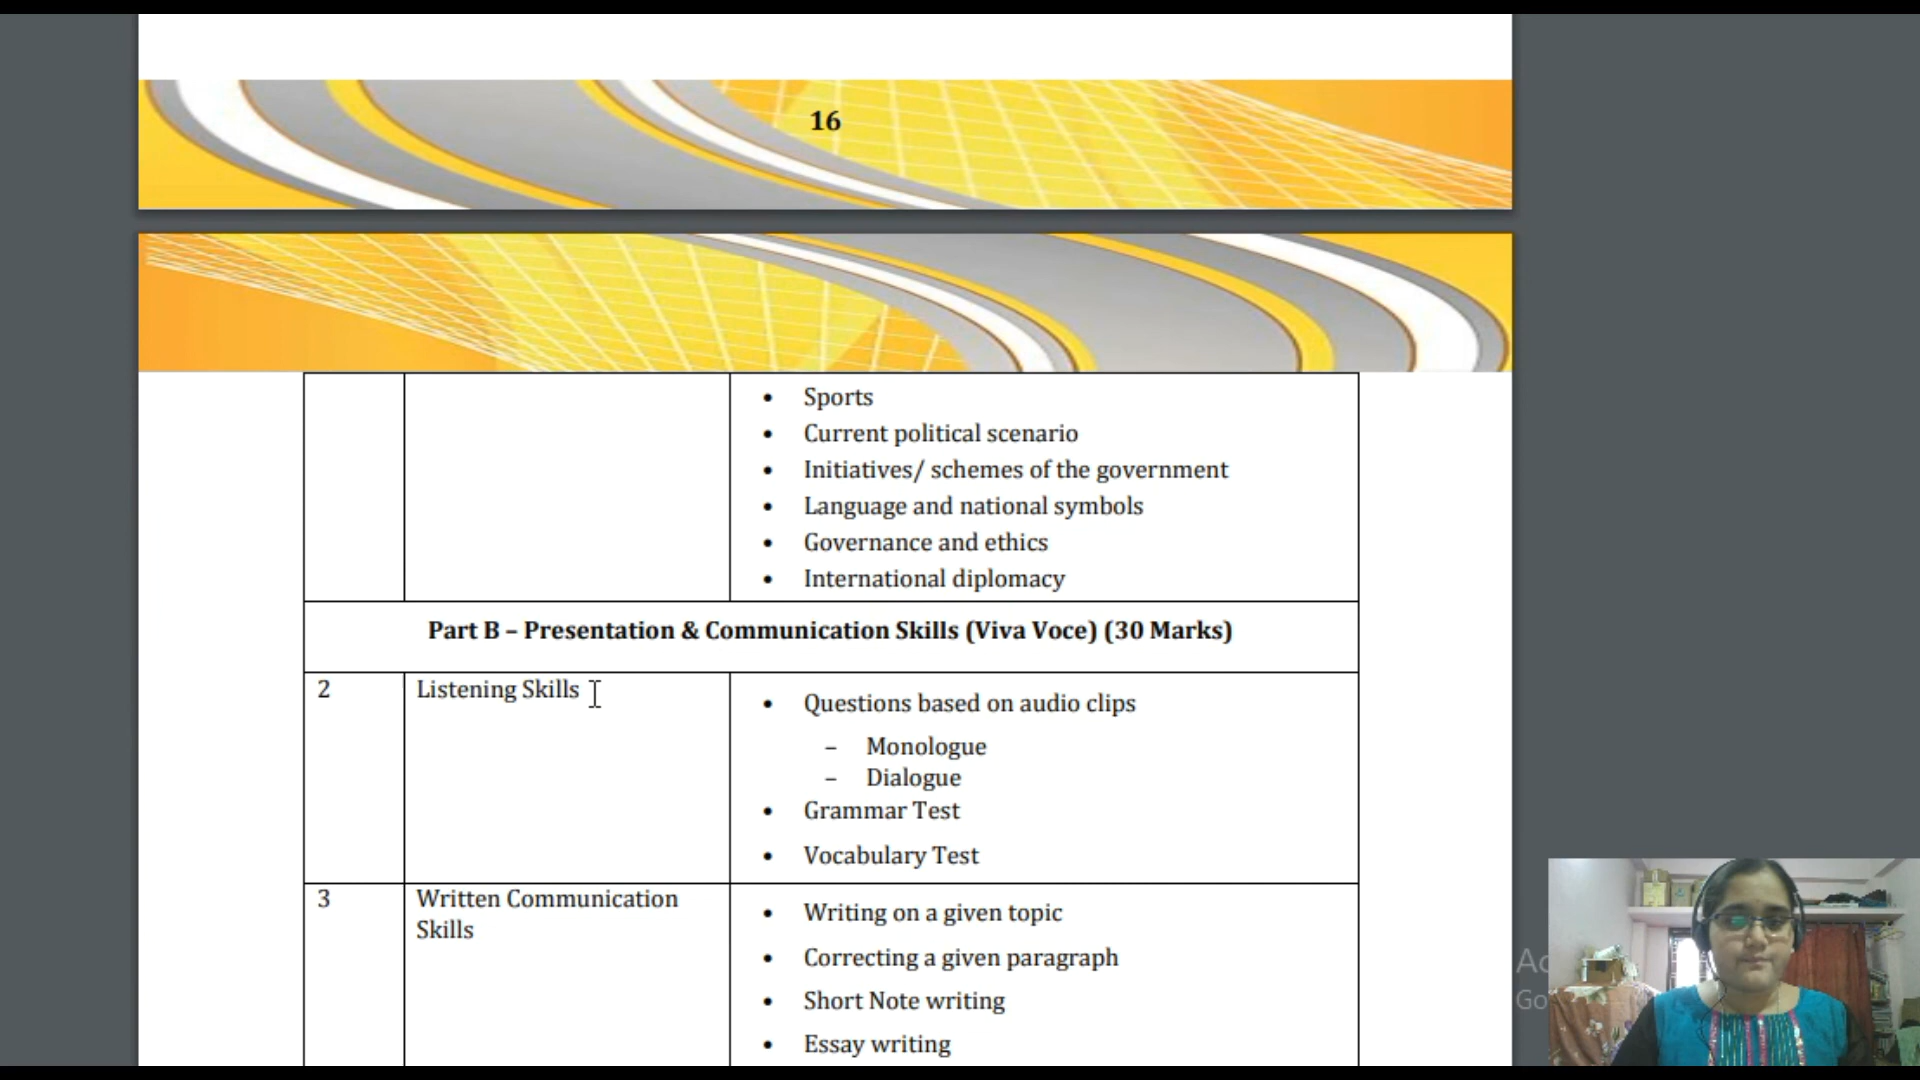 16
• Sports
• Current political scenario
• Initiatives/ schemes of the government
• Language and national symbols
• Governance and ethics
• International diplomacy
Part B – Presentation & Communication Skills (Viva Voce) (30 Marks)
2 Listening Skills
• Questions based on audio clips
– Monologue
– Dialogue
• Grammar Test
• Vocabulary Test
3 Written Communication
Skills
• Writing on a given topic
• Correcting a given paragraph
• Short Note writing
• Essay writing